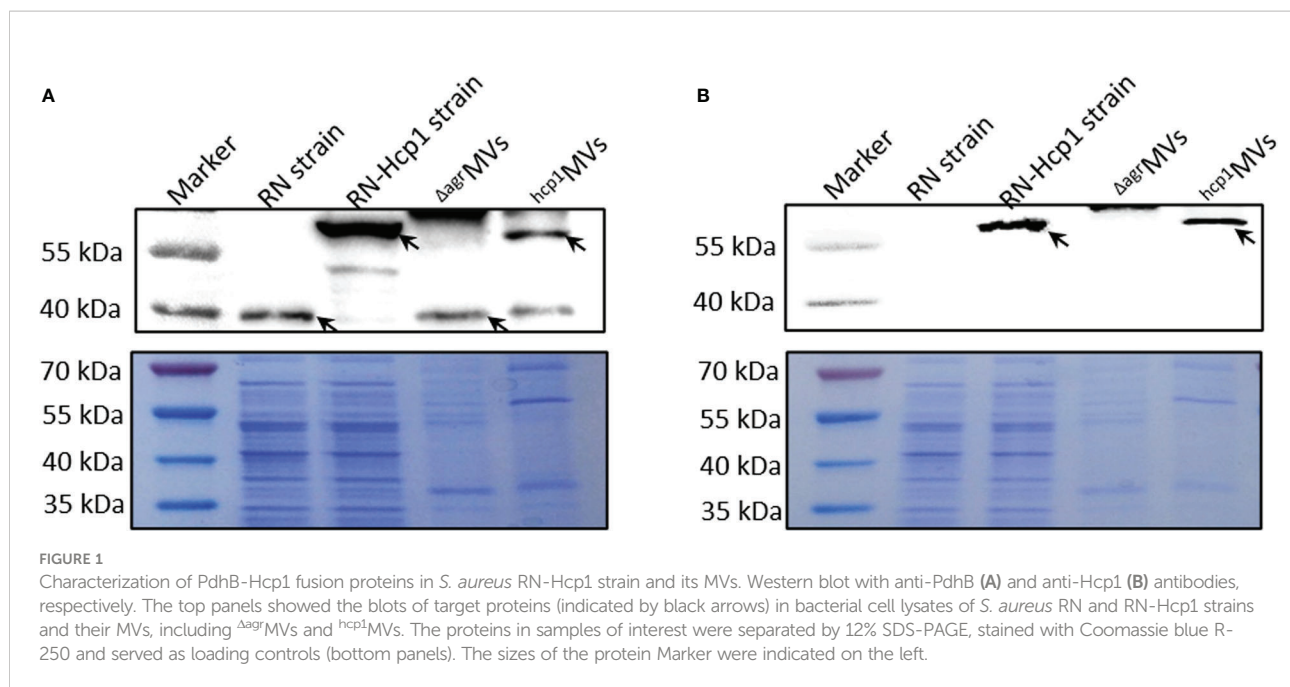 A
B
Marker
RN strain
RN-Hcp1 strain
ΔagrMVs
hcp1MVs
Marker
RN strain
RN-Hcp1 strain
ΔagrMVs
hcp1MVs
55 kDa
40 kDa
55 kDa
40 kDa
70 kDa
55 kDa
40 kDa
35 kDa
70 kDa
55 kDa
40 kDa
35 kDa
FIGURE 1
Characterization of PdhB-Hcp1 fusion proteins in S. aureus RN-Hcp1 strain and its MVs. Western blot with anti-PdhB (A) and anti-Hcp1 (B) antibodies,
respectively. The top panels showed the blots of target proteins (indicated by black arrows) in bacterial cell lysates of S. aureus RN and RN-Hcp1 strains
and their MVs, including ΔagrMVs and hcp1MVs. The proteins in samples of interest were separated by 12% SDS-PAGE, stained with Coomassie blue R-
250 and served as loading controls (bottom panels). The sizes of the protein Marker were indicated on the left.